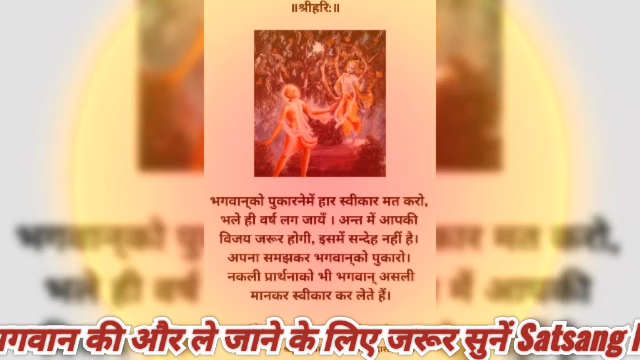 ॥श्रीहरि:॥
भगवान्‌को पुकारनेमें हार स्वीकार मत करो,
भले ही वर्ष लग जायें । अन्त में आपकी
विजय जरूर होगी, इसमें सन्देह नहीं है।
अपना समझकर भगवान्‌को पुकारो।
नकली प्रार्थनाको भी भगवान् असली
मानकर स्वीकार कर लेते हैं।
गवान की और ले जाने के लिए जरूर सुनें Satsang